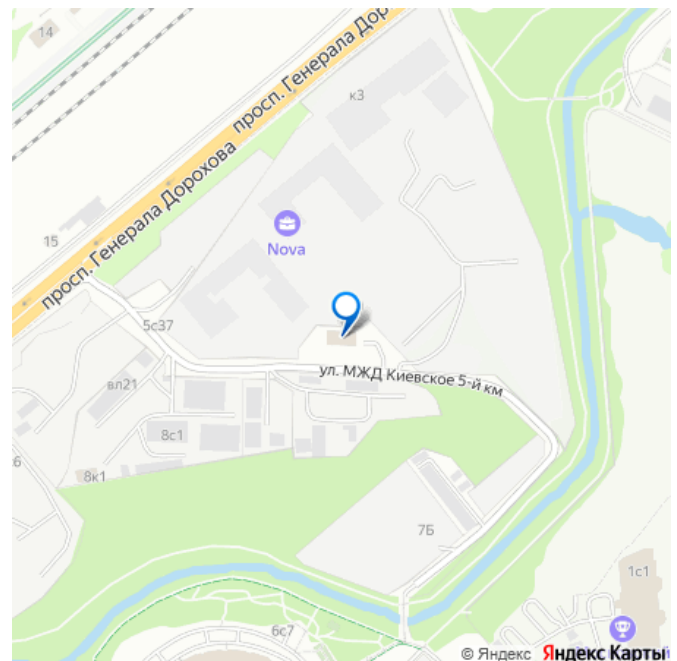 14
просп. Генерала Дорохова
просп. Генерала Дор
к3
15
Nova
5с37
ул. МЖД Киевское 5-й км
вл21
8с1
8к1
6
7Б
1с1
6с7
© Яндекс Яндекс Карты
й